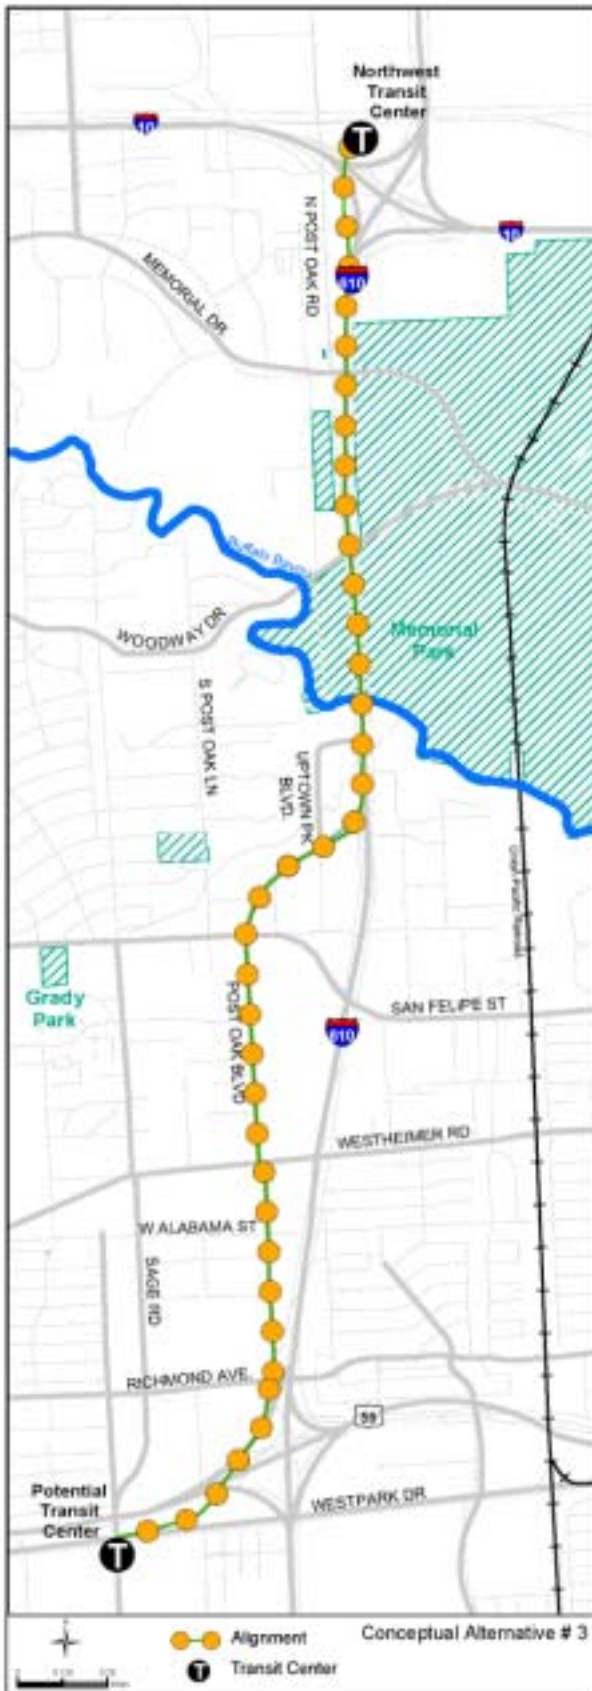 Northwest
Transit
Center
10
N POST OAK RD
10
610
MEMORIAL DR
Buffalo Bayou
WOODWAY DR
Memorial
Park
S POST OAK LN
UPTOWN PK
BLVD.
Grady
Park
POST OAK BLVD
SAN FELIPE ST
610
WESTHEIMER RD
W ALABAMA ST
SAGE RD
RICHMOND AVE.
59
Potential
Transit
Center
WESTPARK DR
T
T
Alignment
Conceptual Alternative # 3
T
Transit Center